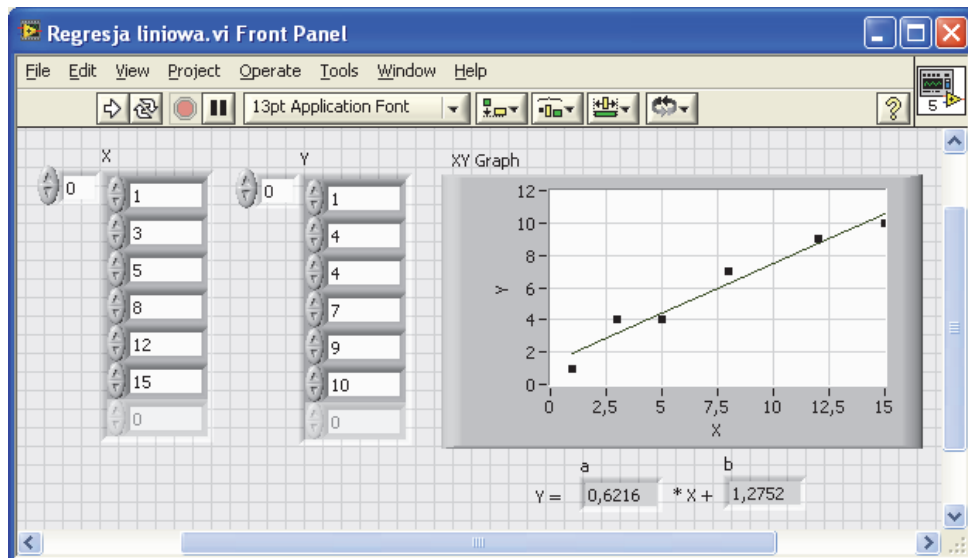 Regresja liniowa.vi Front Panel
File Edit View Project Operate Tools Window Help
13pt Application Font
?
5
X
0
1
3
5
8
12
15
0
Y
0
1
4
4
7
9
10
0
XY Graph
12
10
8
6
4
2
0
Y
0 2,5 5 7,5 10 12,5 15
X
a b
Y = 0,6216 * X + 1,2752